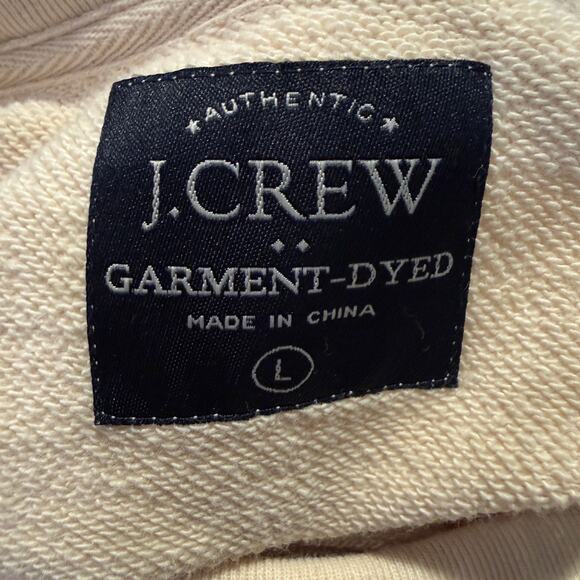 AUTHENTIC
J.CREW
GARMENT-DYED
MADE IN CHINA
L